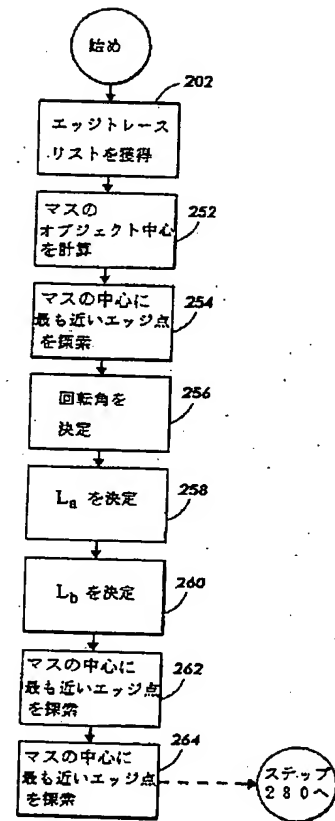 始め
202
エッジトレース
リストを獲得
マスの
オブジェクト中心
を計算
252
マスの中心に
最も近いエッジ点
を探索
254
回転角を
決定
256
Laを決定
258
Lbを決定
260
マスの中心に
最も近いエッジ点
を探索
262
マスの中心に
最も近いエッジ点
を探索
264
ステップ
280へ